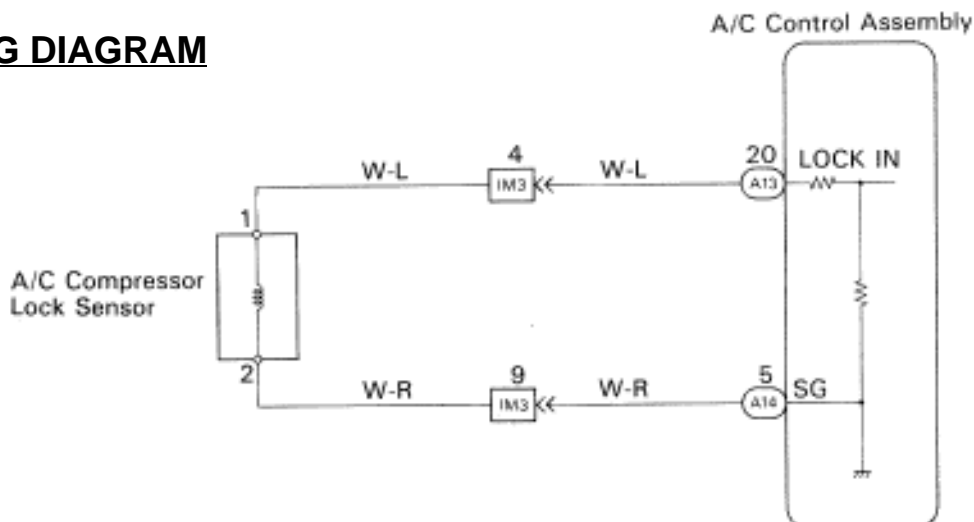 G DIAGRAM
A/C Control Assembly
W-L
4
IM3
W-L
20
A13
LOCK IN
1
A/C Compressor
Lock Sensor
2
W-R
9
IM3
W-R
5
A14
SG